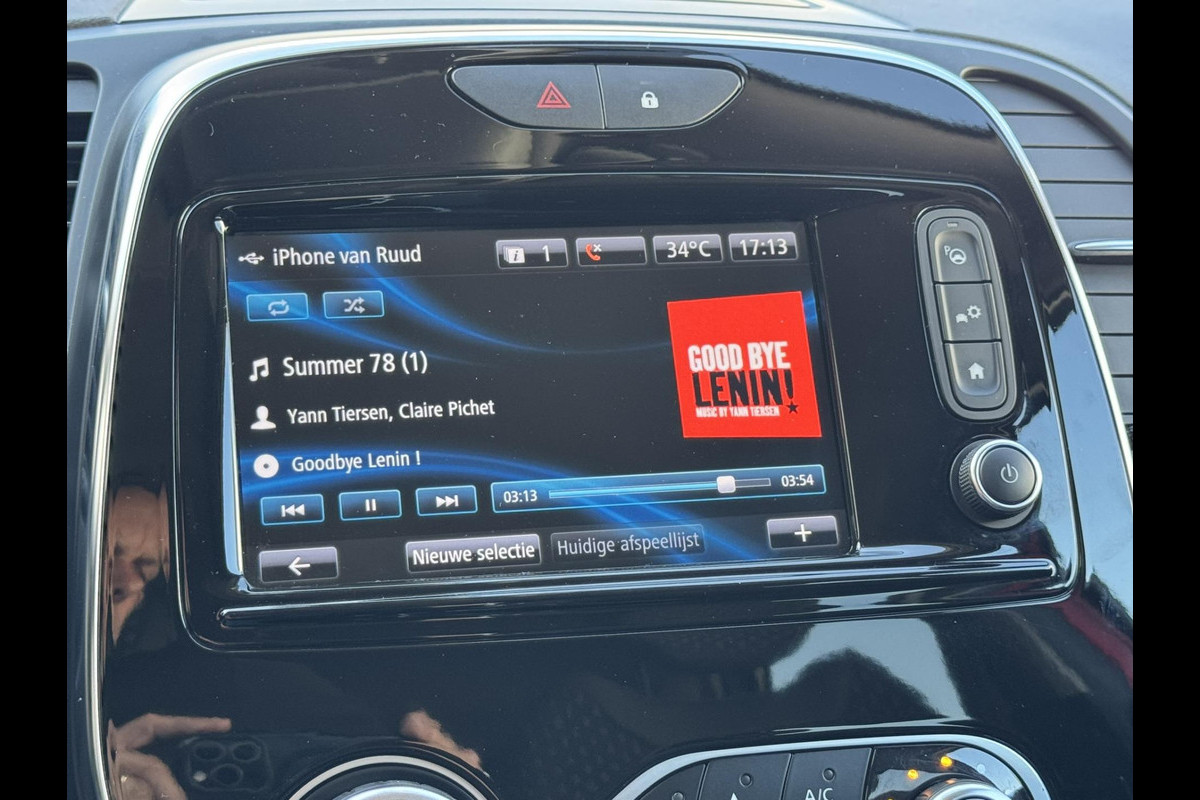 iPhone van Ruud
1
34°C
17:13
Summer 78 (1)
Yann Tiersen, Claire Pichet
Goodbye Lenin !
GOOD BYE
LENIN!
MUSIC BY YANN TIERSEN
03:13
03:54
Nieuwe selectie
Huidige afspeellijst
+
P
A/C